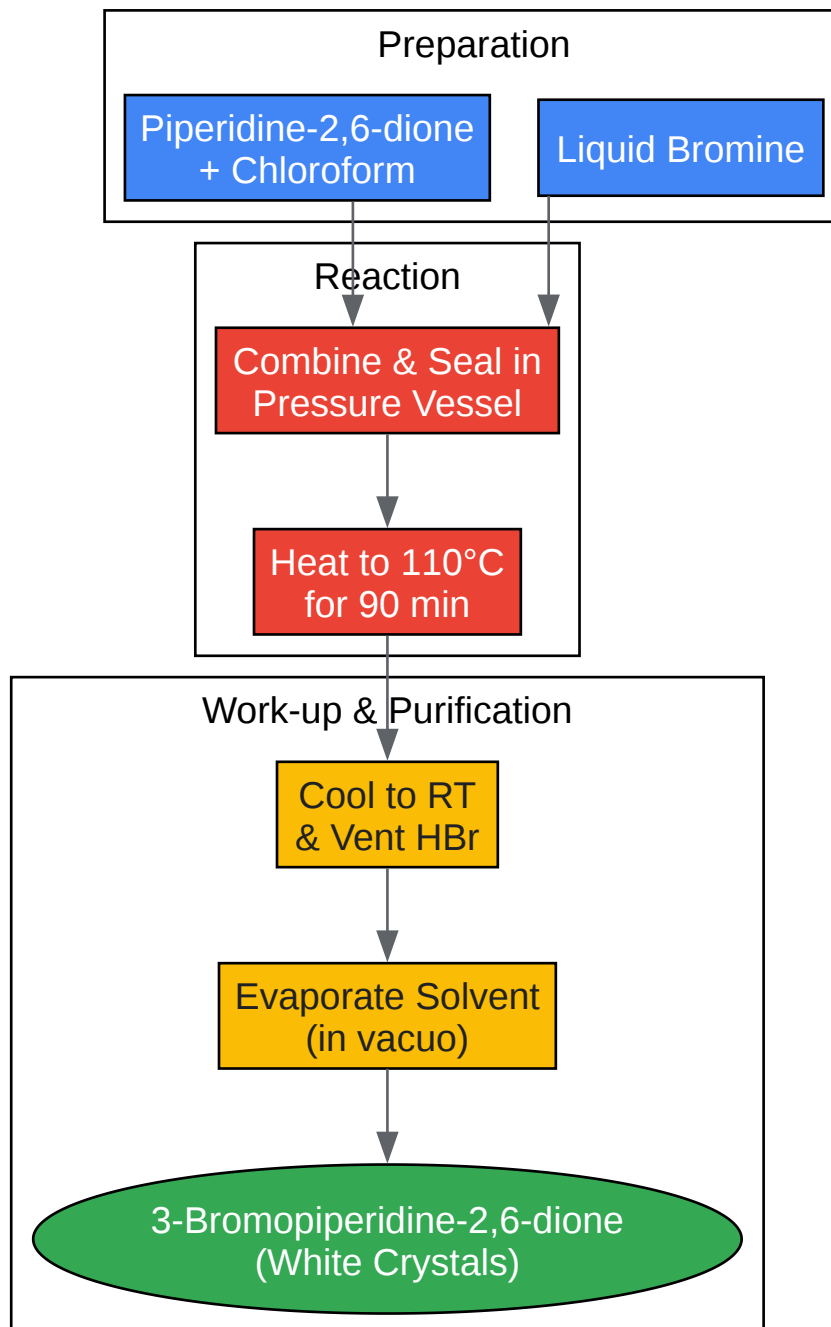 Preparation
Piperidine-2,6-dione
+ Chloroform
Liquid Bromine
Reaction
Combine & Seal in
Pressure Vessel
Heat to 110°C
for 90 min
Work-up & Purification
Cool to RT
& Vent HBr
Evaporate Solvent
(in vacuo)
3-Bromopiperidine-2,6-dione
(White Crystals)